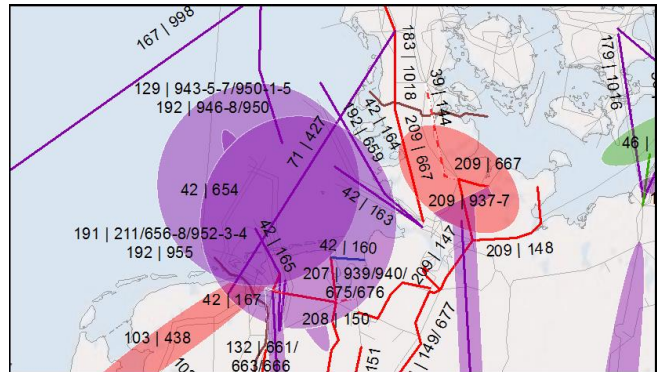 167 | 998
183 | 1018
179 | 1016
39 | 144
129 | 943-5-7/950-1-5
192 | 946-8/950
71 | 427
192 | 659
42 | 164
209 | 667
46 |
209 | 667
42 | 654
42 | 163
209 | 937-7
191 | 211/656-8/952-3-4
192 | 955
42 | 165
42 | 160
209 | 147
209 | 148
207 | 939/940/
675/676
42 | 167
208 | 150
103 | 438
132 | 661/
663/666
151
149/ 677